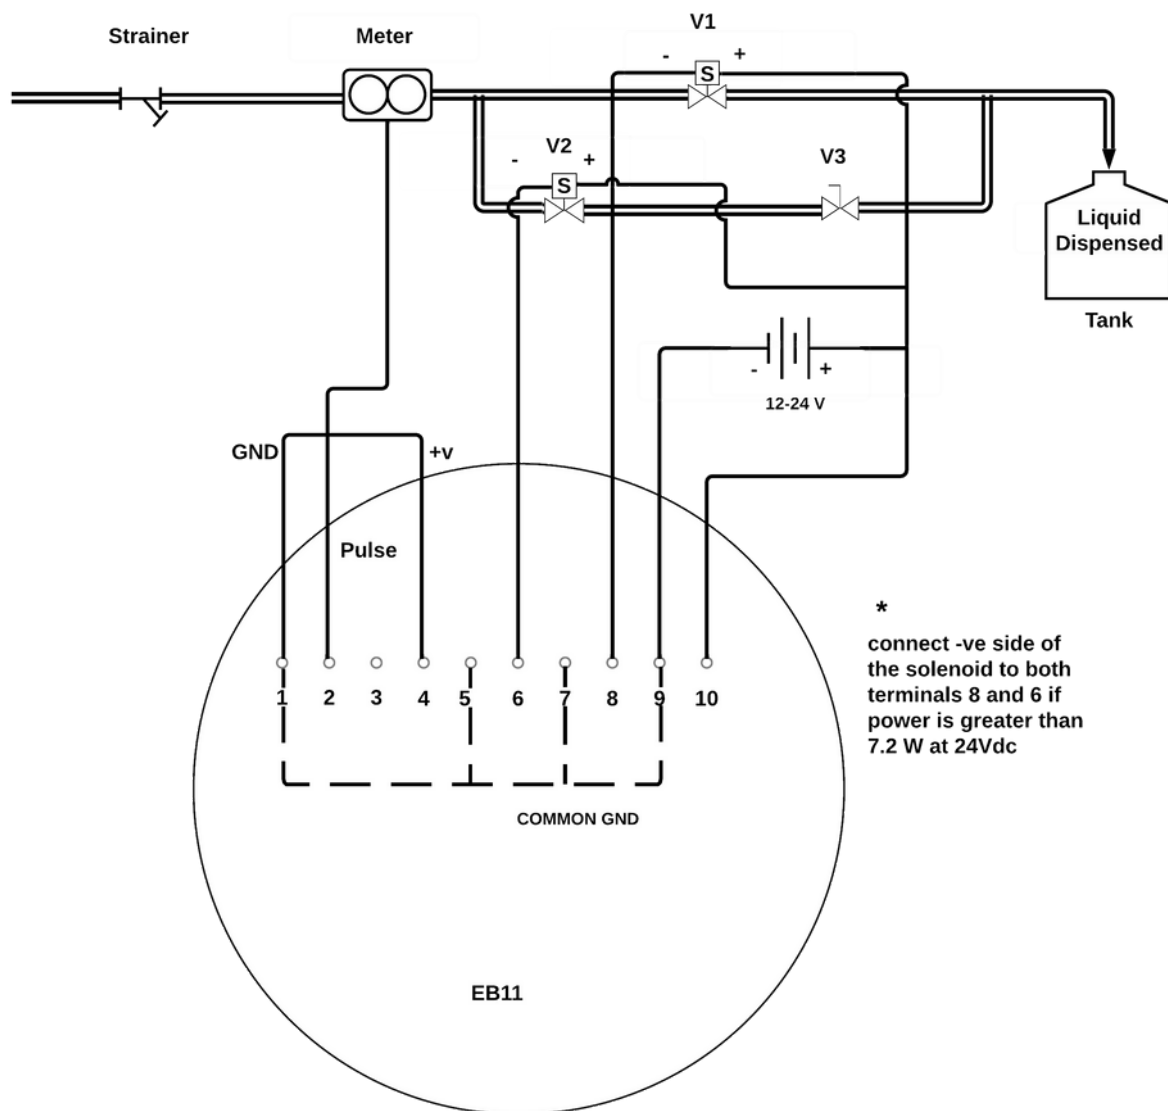 V1
Strainer
Meter
- +
S
V2
- +
S
V3
Liquid
Dispensed
Tank
- +
12-24 V
GND
+v
Pulse
*
connect -ve side of
the solenoid to both
terminals 8 and 6 if
power is greater than
7.2 W at 24Vdc
1 2 3 4 5 6 7 8 9 10
COMMON GND
EB11